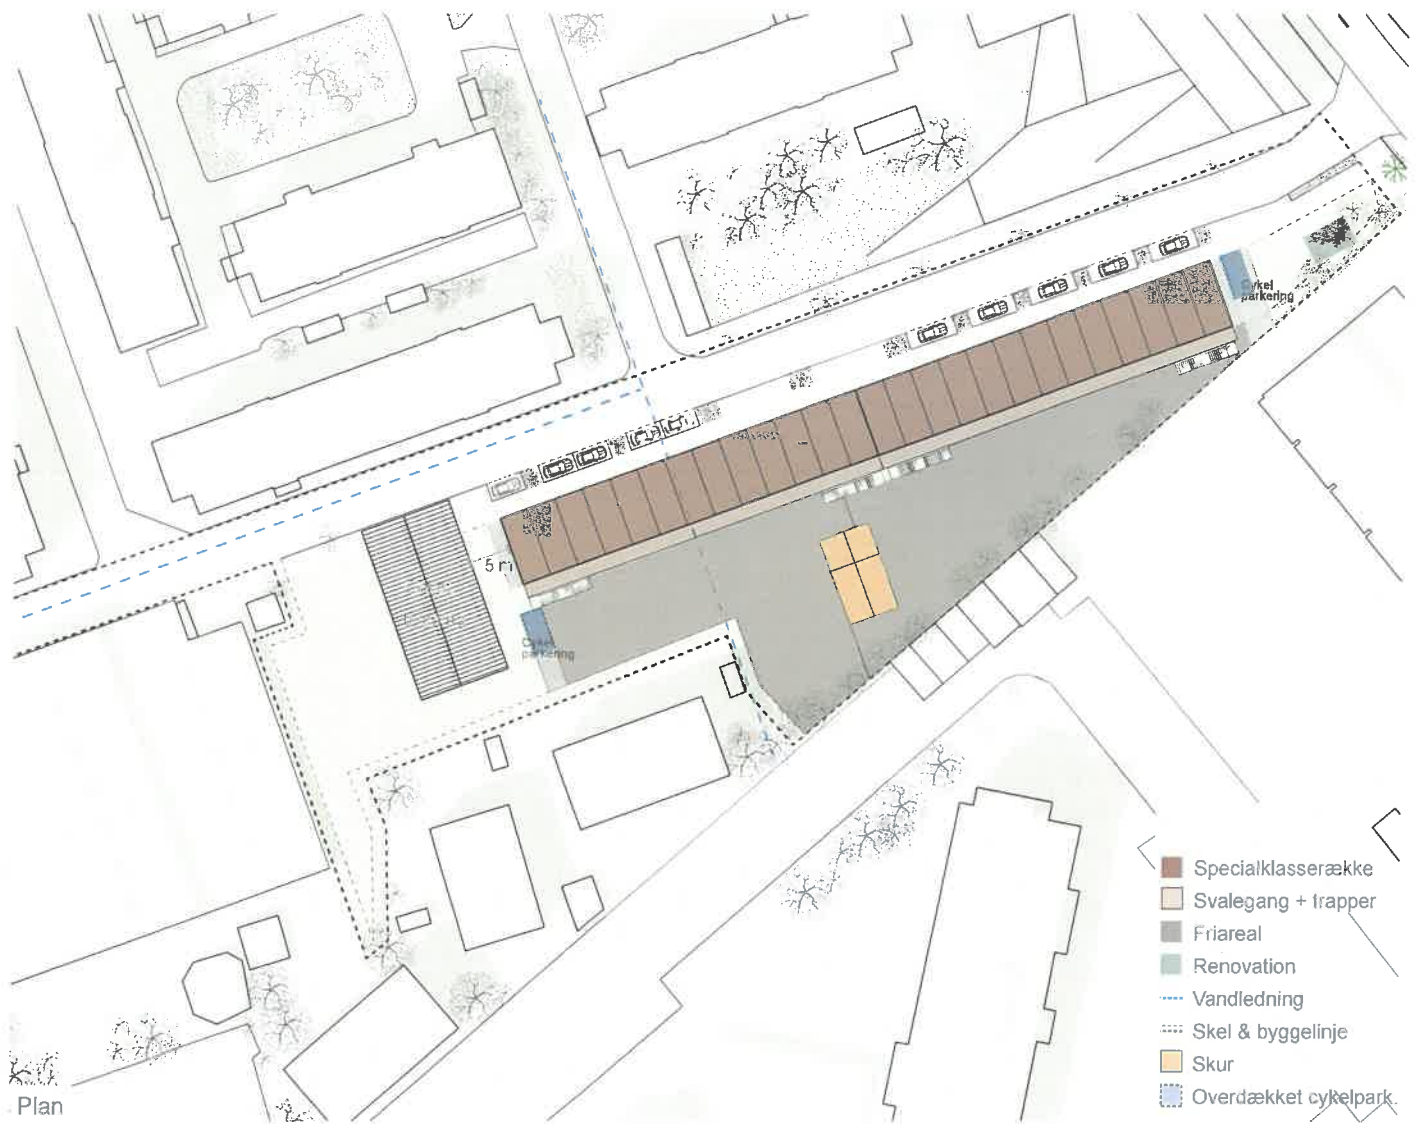 Cykel
parkering
5 m
Cykel
parkering
Specialklasserække
Svalegang + trapper
Friareal
Renovation
Vandledning
Skel & byggelinje
Skur
Overdækket cykelpark.
Plan